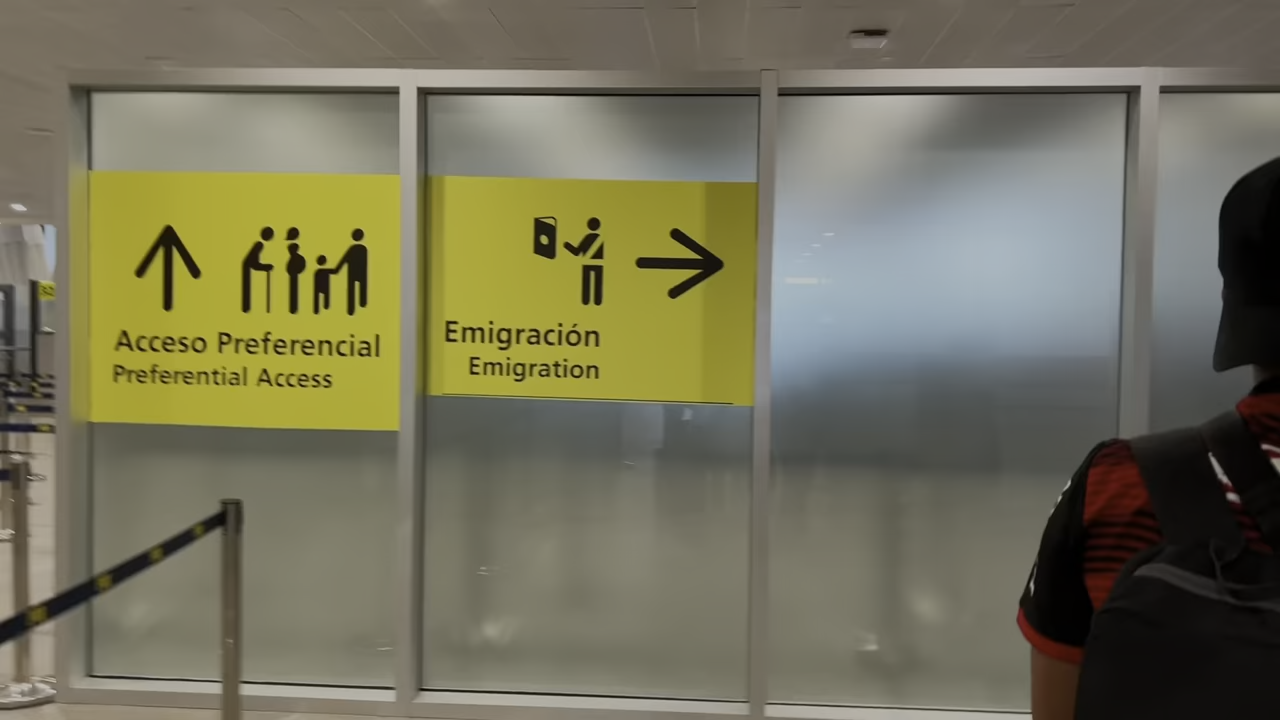 Acceso Preferencial
Preferential Access
Emigración
Emigration